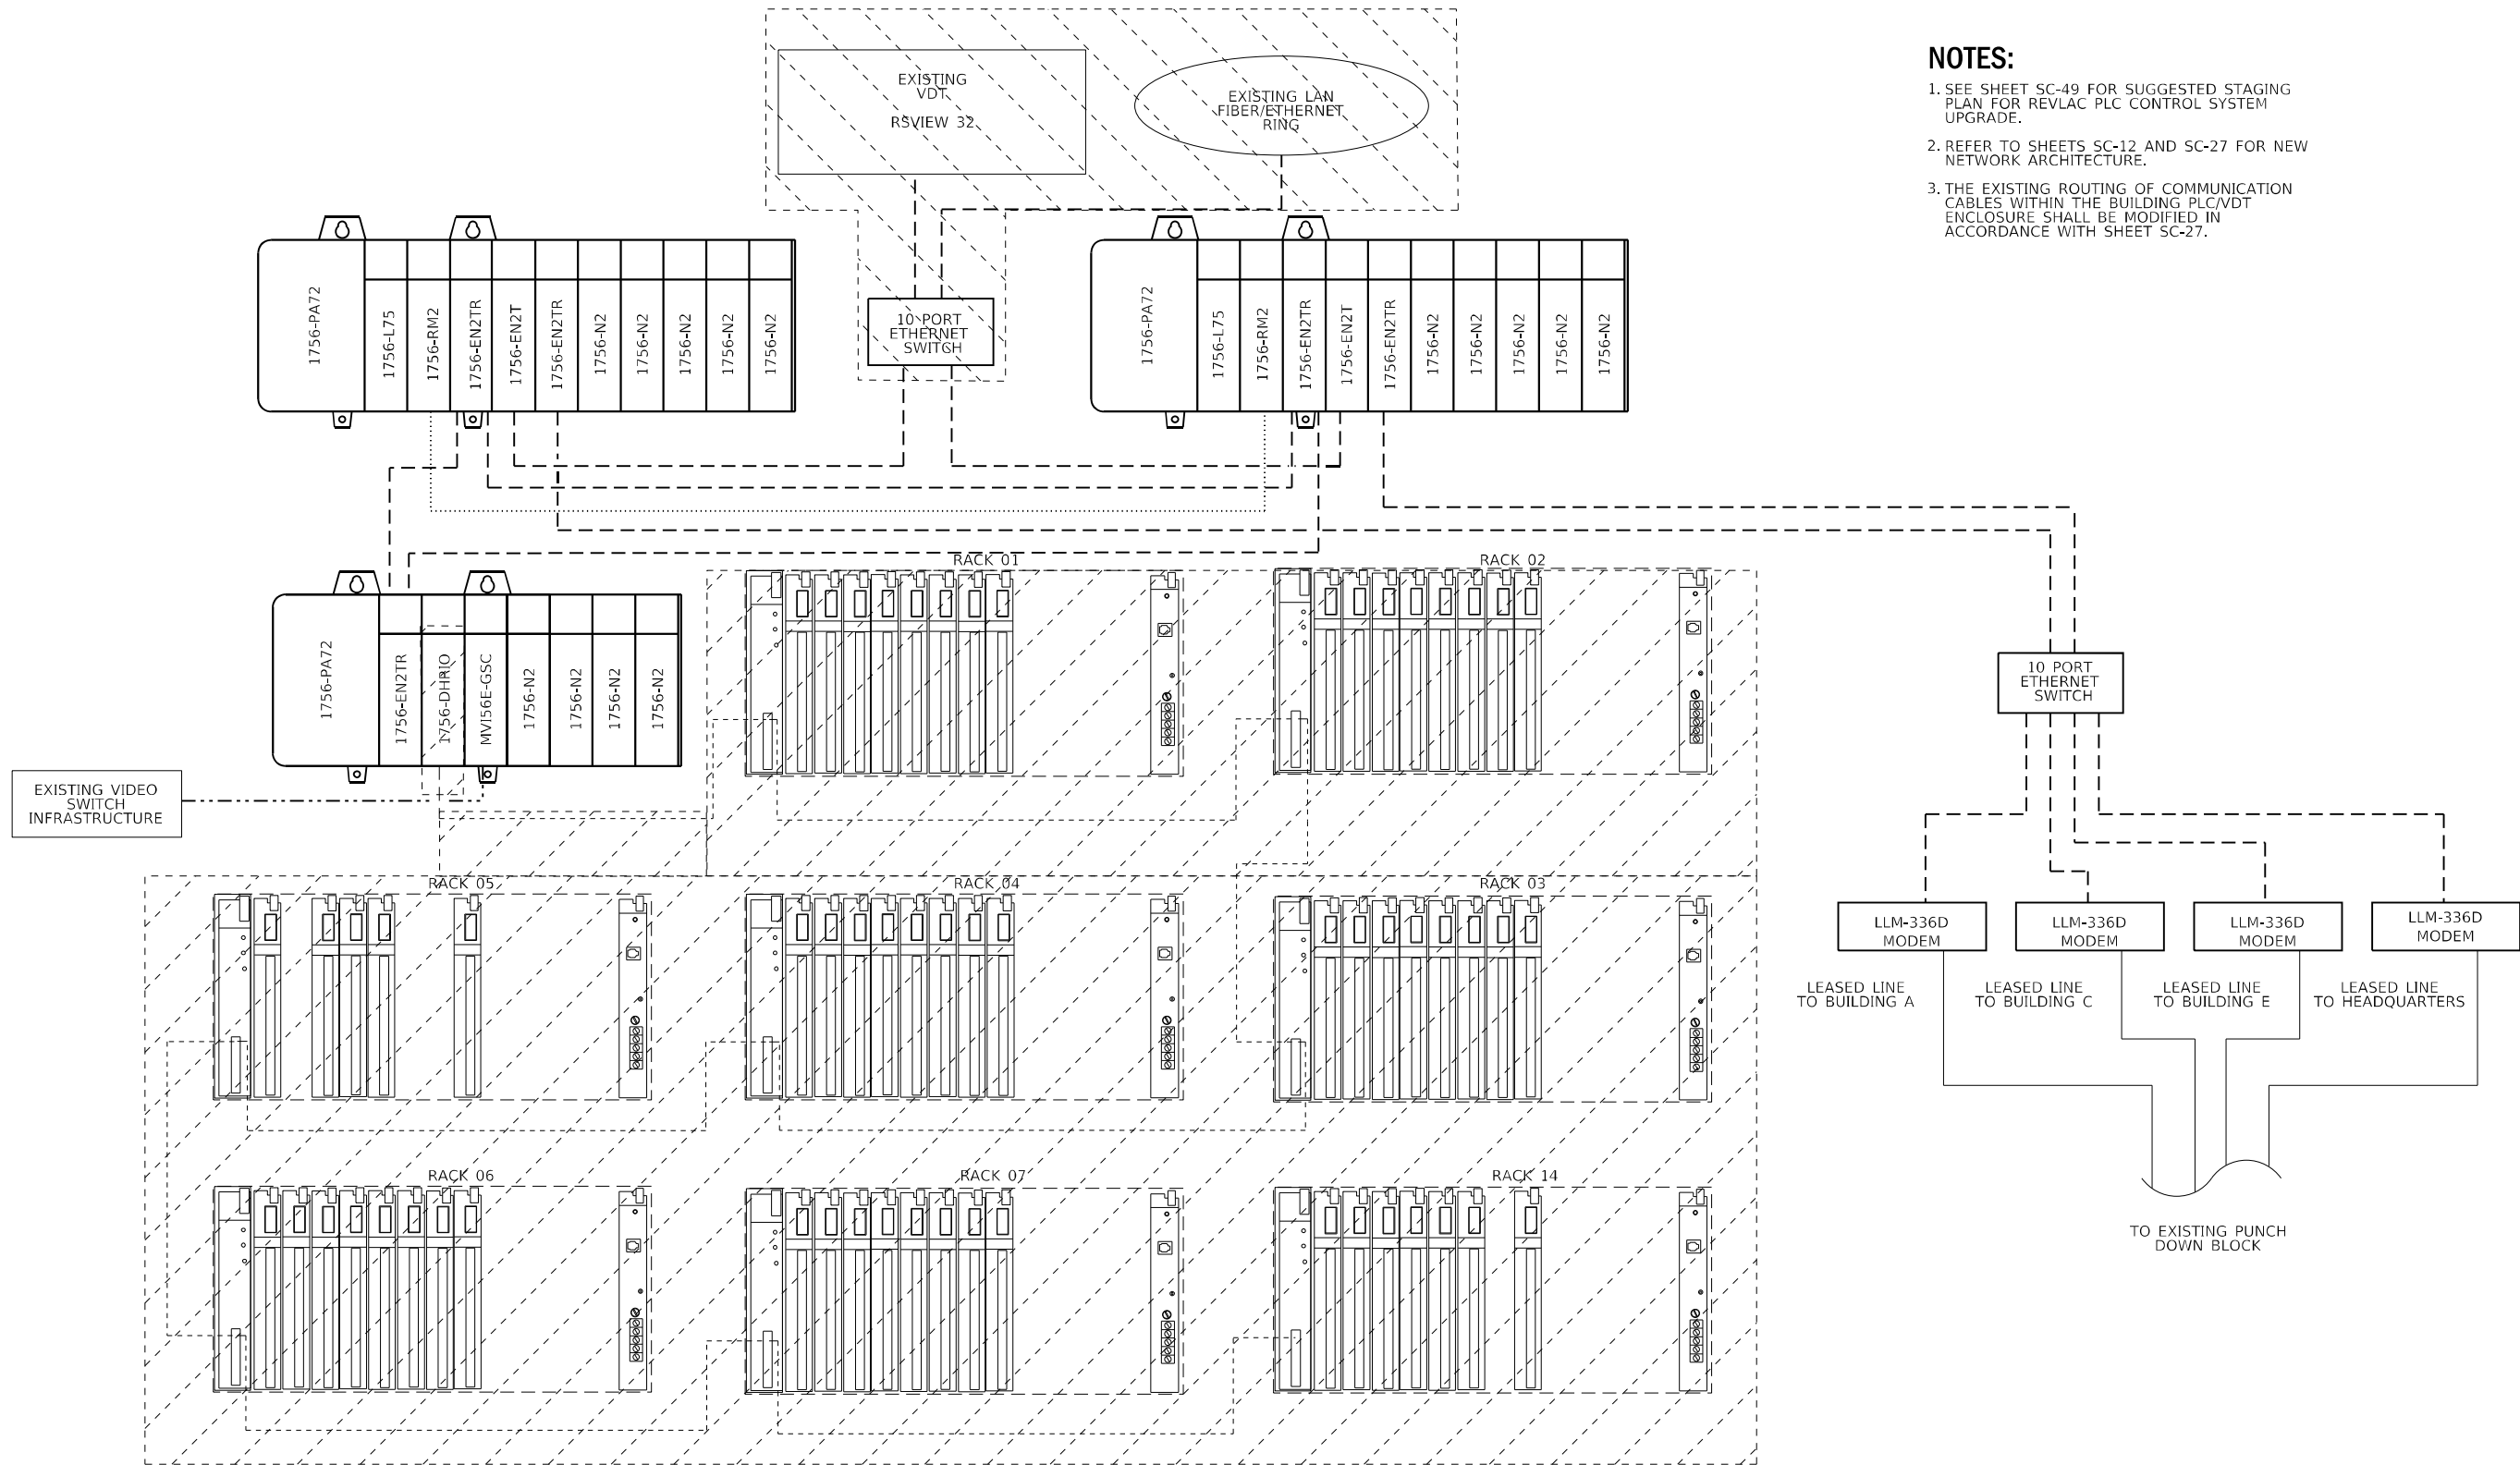 EXISTING
VDT
RSVIEW 32
EXISTING LAN
FIBER/ETHERNET
RING
NOTES:
1. SEE SHEET SC-49 FOR SUGGESTED STAGING
PLAN FOR REVLAC PLC CONTROL SYSTEM
UPGRADE.
2. REFER TO SHEETS SC-12 AND SC-27 FOR NEW
NETWORK ARCHITECTURE.
3. THE EXISTING ROUTING OF COMMUNICATION
CABLES WITHIN THE BUILDING PLC/VDT
ENCLOSURE SHALL BE MODIFIED IN
ACCORDANCE WITH SHEET SC-27.
1756-PA72
1756-L75
1756-RM2
1756-EN2TR
1756-EN2T
1756-EN2TR
1756-N2
1756-N2
1756-N2
1756-N2
1756-N2
10 PORT
ETHERNET
SWITCH
1756-PA72
1756-L75
1756-RM2
1756-EN2TR
1756-EN2T
1756-EN2TR
1756-N2
1756-N2
1756-N2
1756-N2
1756-N2
RACK 01
RACK 02
1756-PA72
1756-EN2TR
1756-DHRIO
MVI56E-GSC
1756-N2
1756-N2
1756-N2
1756-N2
10 PORT
ETHERNET
SWITCH
EXISTING VIDEO
SWITCH
INFRASTRUCTURE
RACK 05
RACK 04
RACK 03
LLM-336D
MODEM
LLM-336D
MODEM
LLM-336D
MODEM
LLM-336D
MODEM
LEASED LINE
TO BUILDING A
LEASED LINE
TO BUILDING C
LEASED LINE
TO BUILDING E
LEASED LINE
TO HEADQUARTERS
RACK 06
RACK 07
RACK 14
TO EXISTING PUNCH
DOWN BLOCK